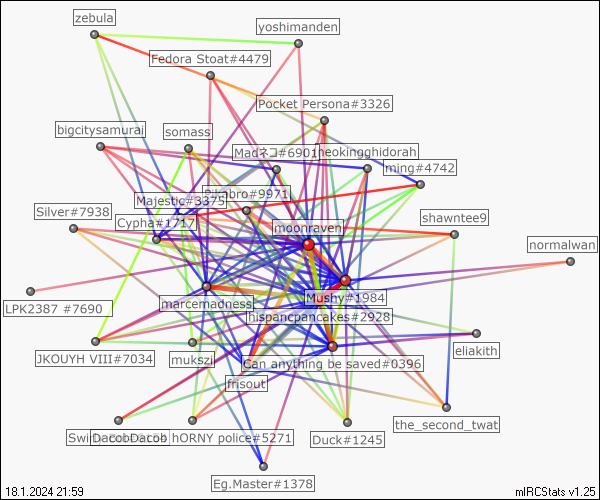 zebula
yoshimanden
Fedora Stoat#4479
Pocket Persona#3326
bigcitysamurai
somass
Madネコ#6901
heokingghidorah
ming#4742
Majestic#3375
#9971
Silver#7938
Cypha#1717
moonraven
shawntee9
normalwan
LPK2387 #7690
marcemadness
Mushy#1984
hispancpancakes#2928
JKOUYH VIII#7034
mukszi
Can anything be saved#0396
eliakith
frisout
the_second_twat
DacobDacob
hORNY police#5271
Duck#1245
Eg.Master#1378
18.1.2024 21:59
mIRCStats v1.25